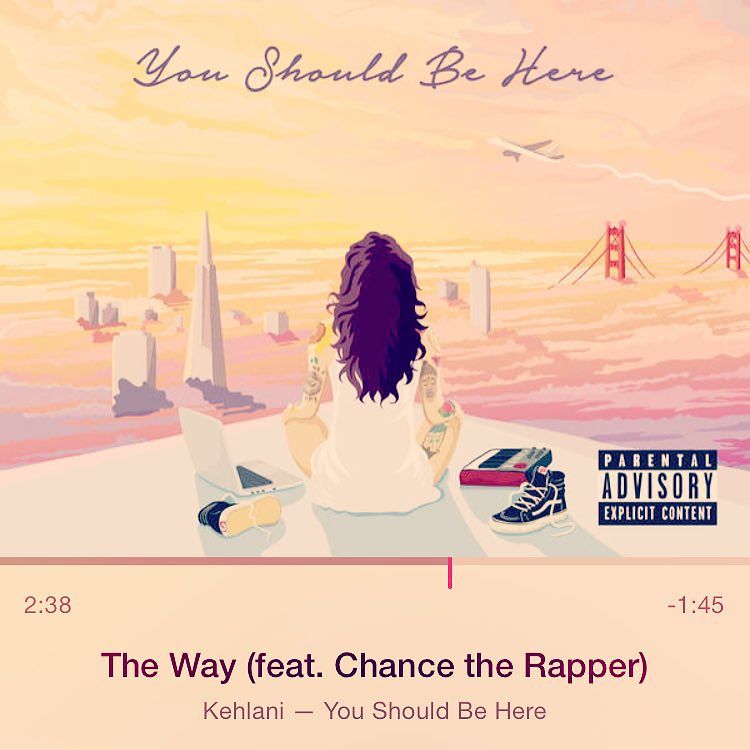 You Should Be Here
PARENTAL
ADVISORY
EXPLICIT CONTENT
2:38
-1:45
The Way (feat. Chance the Rapper)
Kehlani — You Should Be Here